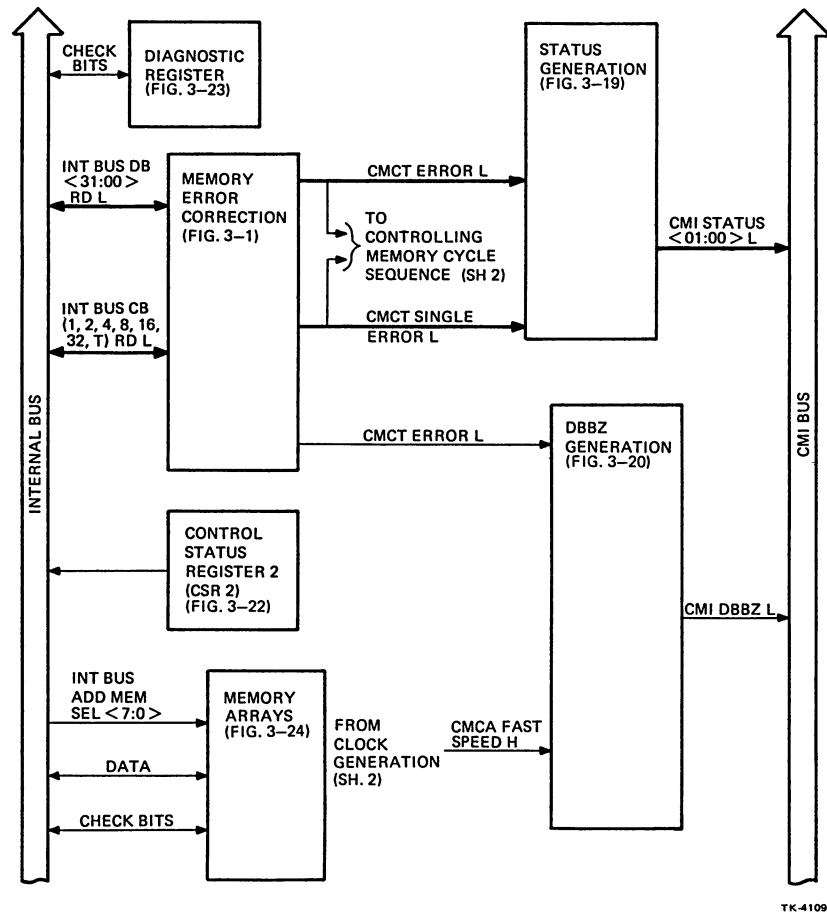 CHECK
BITS
DIAGNOSTIC
REGISTER
(FIG. 3–23)
STATUS
GENERATION
(FIG. 3–19)
INT BUS DB
<31:00>
RD L
MEMORY
ERROR
CORRECTION
(FIG. 3–1)
CMCT ERROR L
TO
CONTROLLING
MEMORY CYCLE
SEQUENCE (SH 2)
CMI STATUS
<01:00> L
INT BUS CB
(1, 2, 4, 8, 16,
32, T) RD L
CMCT SINGLE
ERROR L
INTERNAL BUS
CMI BUS
CMCT ERROR L
DBBZ
GENERATION
(FIG. 3–20)
CONTROL
STATUS
REGISTER 2
(CSR 2)
(FIG. 3–22)
CMI DBBZ L
INT BUS
ADD MEM
SEL <7:0>
MEMORY
ARRAYS
(FIG. 3–24)
FROM
CLOCK
GENERATION
(SH. 2)
CMCA FAST
SPEED H
DATA
CHECK BITS
TK-4109